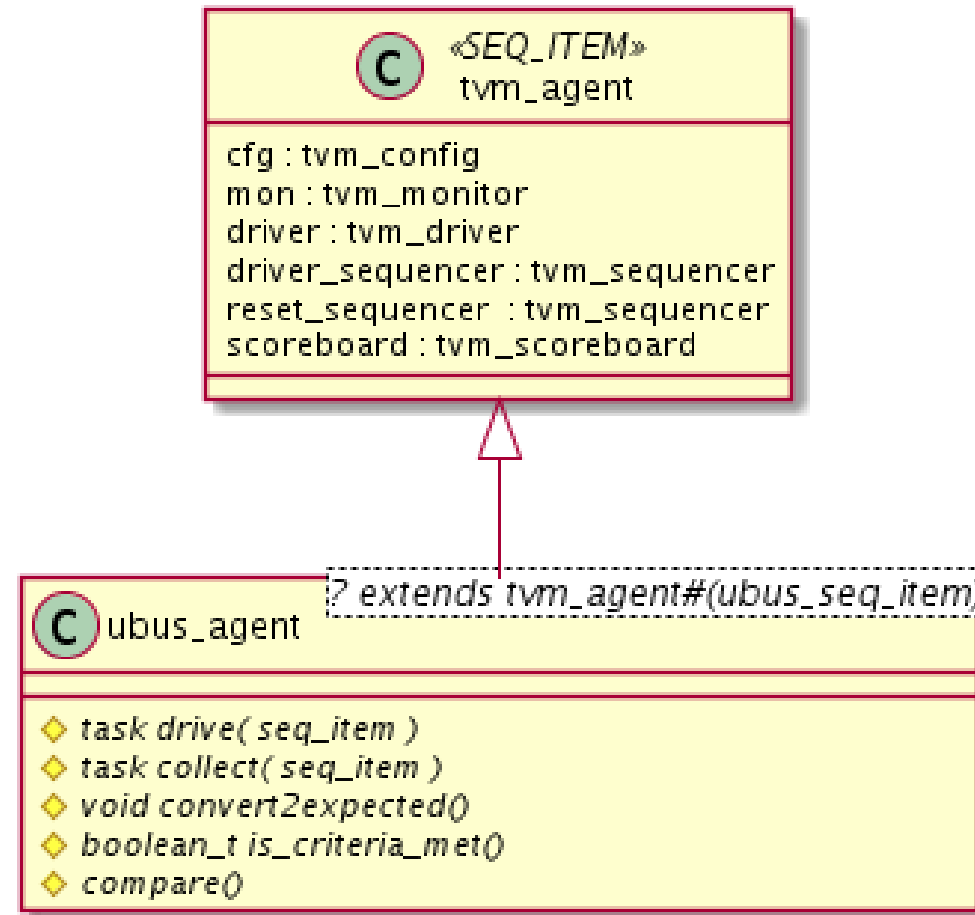 C «SEQ_ITEM»
tvm_agent
cfg : tvm_config
mon : tvm_monitor
driver : tvm_driver
driver_sequencer : tvm_sequencer
reset_sequencer : tvm_sequencer
scoreboard : tvm_scoreboard
? extends tvm_agent#(ubus_seq_item)
C ubus_agent
task drive( seq_item )
task collect( seq_item )
void convert2expected()
boolean_t is_criteria_met()
compare()